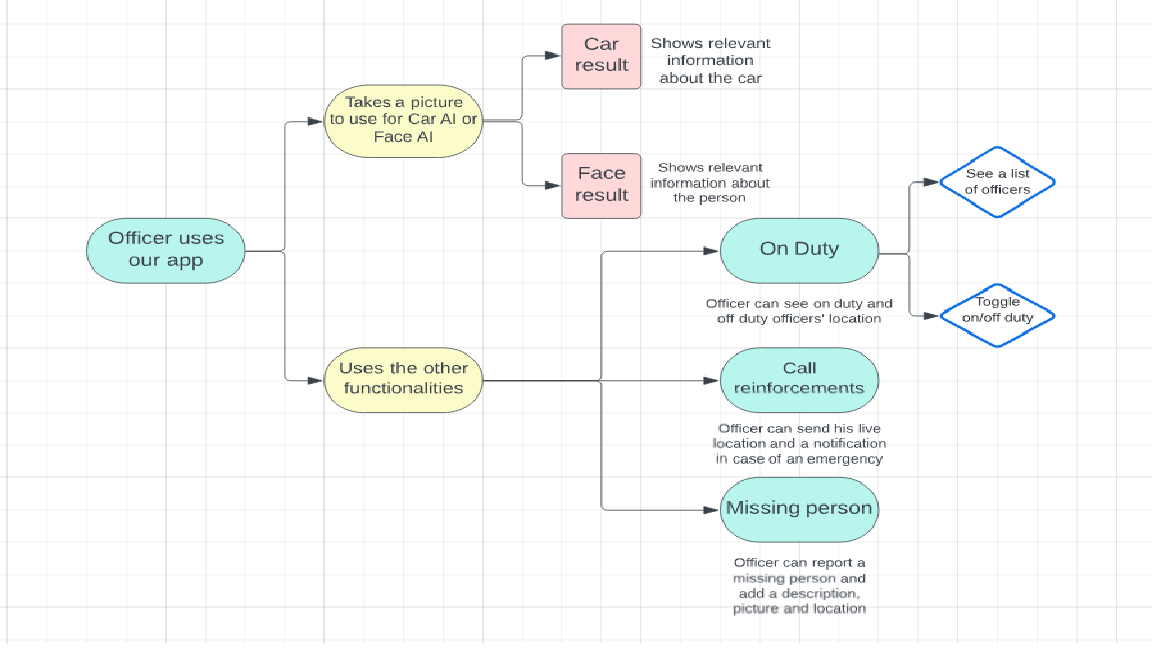 Car
result
Shows relevant
information
about the car
Takes a picture
to use for Car AI or
Face AI
Face
result
Shows relevant
information about
the person
See a list
of officers
Officer uses
our app
On Duty
Officer can see on duty and
off duty officers' location
Toggle
on/off duty
Uses the other
functionalities
Call
reinforcements
Officer can send his live
location and a notification
in case of an emergency
Missing person
Officer can report a
missing person and
add a description,
picture and location